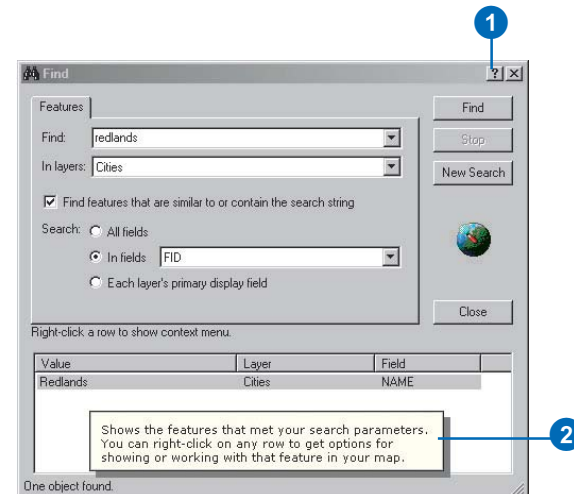 1
Find
? ×
Features
Find: redlands
In layers: Cities
Find features that are similar to or contain the search string
Search: All fields
In fields FID
Each layer's primary display field
Find
Stop
New Search
Close
Right-click a row to show context menu.
Value Layer Field
Redlands Cities NAME
Shows the features that met your search parameters.
You can right-click on any row to get options for
showing or working with that feature in your map.
2
One object found.